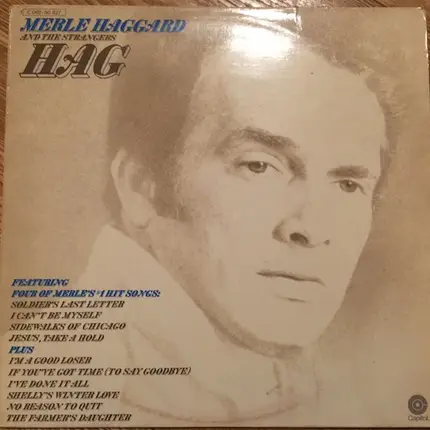 MERLE HAGGARD
AND THE STRANGERS
HAG
FEATURING
FOUR OF MERLE'S #1 HIT SONGS:
SOLDIER'S LAST LETTER
I CAN'T BE MYSELF
SIDEWALKS OF CHICAGO
JESUS, TAKE A HOLD
PLUS
I'M A GOOD LOSER
IF YOU'VE GOT TIME (TO SAY GOODBYE)
I'VE DONE IT ALL
SHELLY'S WINTER LOVE
NO REASON TO QUIT
THE FARMER'S DAUGHTER
Capitol